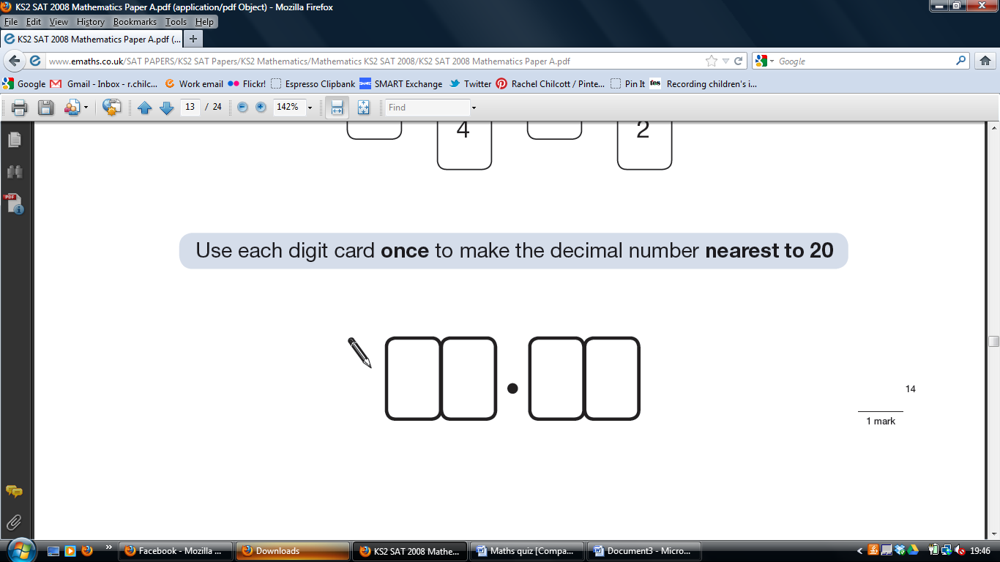 KS2 SAT 2008 Mathematics Paper A.pdf (application/pdf Object) - Mozilla Firefox
File Edit View History Bookmarks Tools Help
KS2 SAT 2008 Mathematics Paper A.pdf (...
www.emaths.co.uk/SAT PAPERS/KS2 SAT Papers/KS2 Mathematics/Mathematics KS2 SAT 2008/KS2 SAT 2008 Mathematics Paper A.pdf
Google
Google Gmail - Inbox - r.chilc... Work email Flickr! Espresso Clipbank SMART Exchange Twitter Rachel Chilcott / Pinte... Pin It tes Recording children's i...
13 / 24 142% Find
4 2
Use each digit card once to make the decimal number nearest to 20
.
14
1 mark
Facebook - Mozilla ... Downloads KS2 SAT 2008 Mathe... Maths quiz [Compa... Document3 - Micro... 19:46